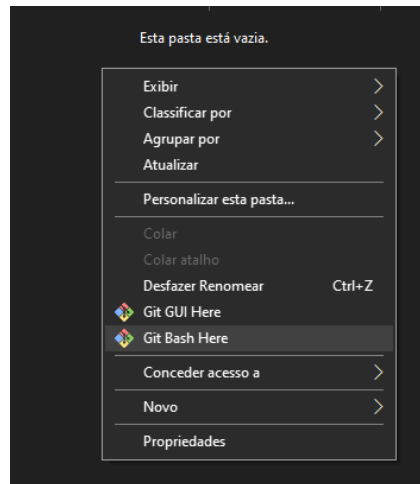 Esta pasta está vazia.
Exibir
Classificar por
Agrupar por
Atualizar
Personalizar esta pasta...
Colar
Colar atalho
Desfazer Renomear Ctrl+Z
Git GUI Here
Git Bash Here
Conceder acesso a
Novo
Propriedades